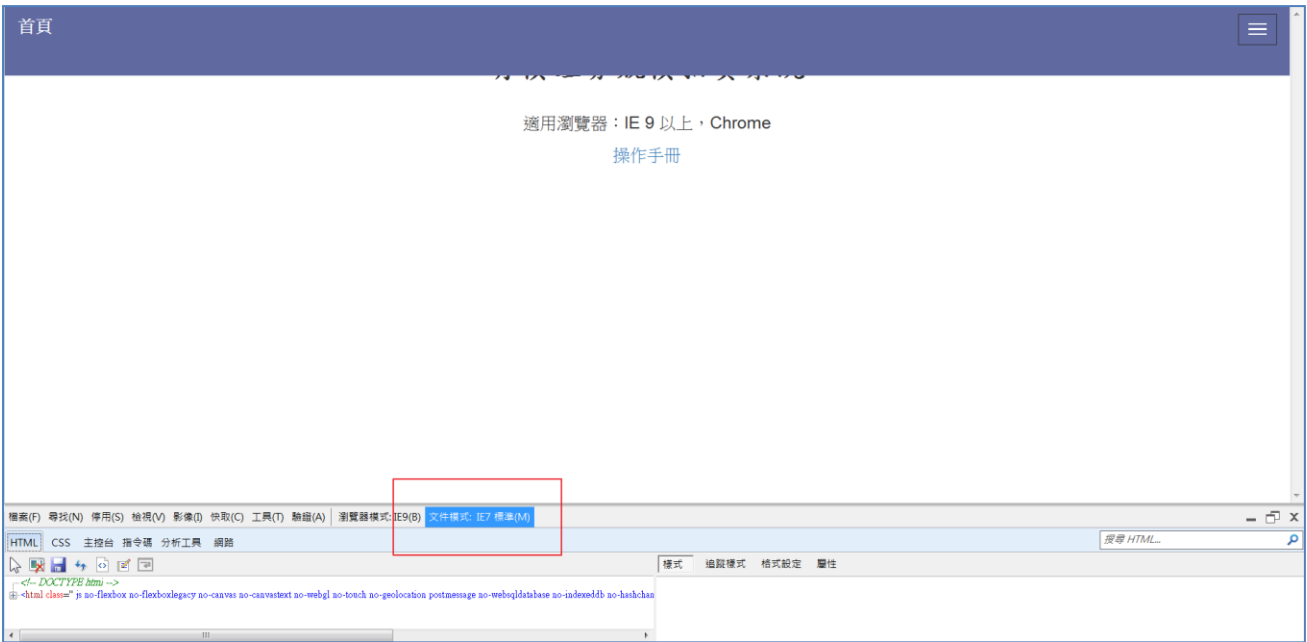 首頁
適用瀏覽器：IE 9 以上，Chrome
操作手冊
檔案(F) 尋找(N) 停用(S) 檢視(V) 影像(I) 快取(C) 工具(T) 驗證(A) 瀏覽器模式: IE9(B) 文件模式: IE7 標準(M)
HTML CSS 主控台 指令碼 分析工具 網路 搜尋 HTML...
樣式 追蹤樣式 格式設定 屬性
<!-- DOCTYPE html -->
<html class=" js no-flexbox no-flexboxlegacy no-canvas no-canvastext no-webgl no-touch no-geolocation postmessage no-websqldatabase no-indexeddb no-hashchan